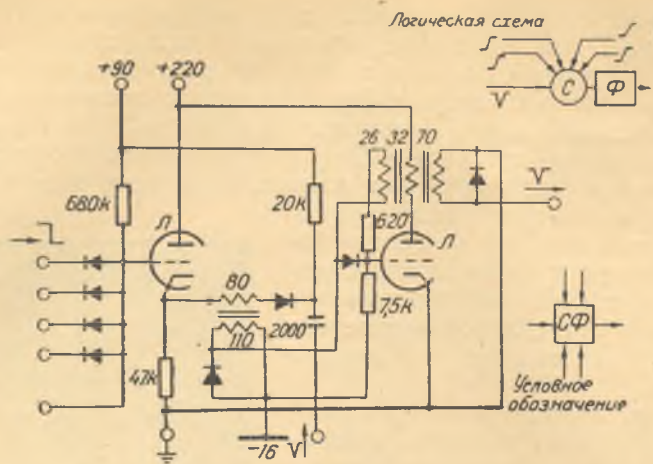 Логическая схема
С
Ф
+90
+220
26 32 70
680к
20к
620
Л
Л
80
7,5к
2000
110
СФ
47к
Условное
обозначение
-16